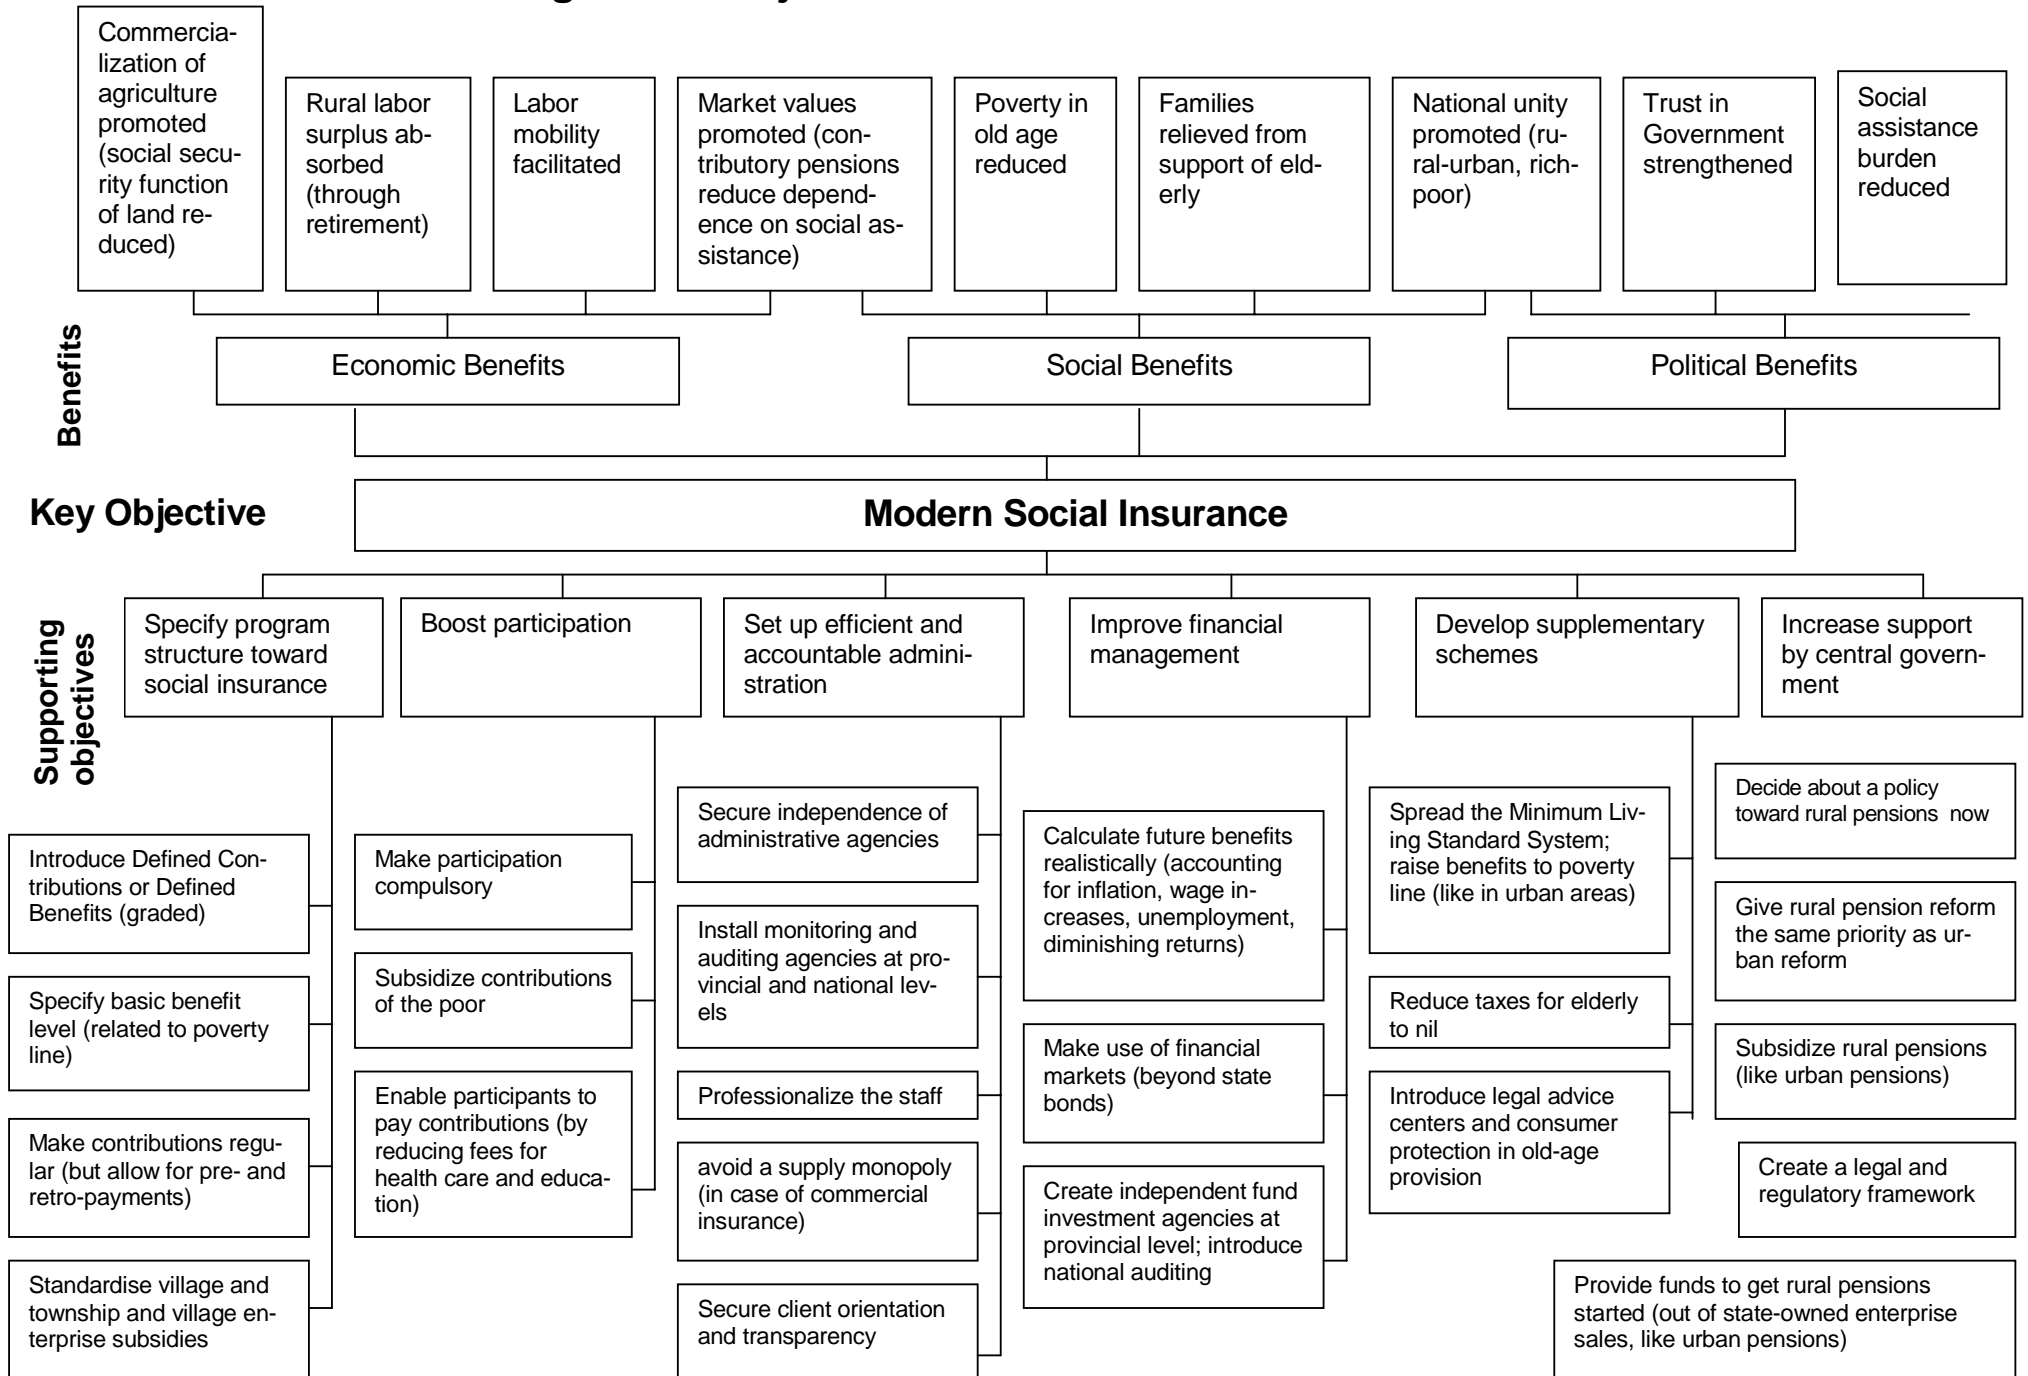 Commercia-
lization of
agriculture
promoted
(social secu-
rity function
of land re-
duced)
Rural labor
surplus ab-
sorbed
(through
retirement)
Labor
mobility
facilitated
Market values
promoted (con-
tributory pensions
reduce depend-
ence on social as-
sistance)
Poverty in
old age
reduced
Families
relieved from
support of eld-
erly
National unity
promoted (ru-
ral-urban, rich-
poor)
Trust in
Government
strengthened
Social
assistance
burden
reduced
Benefits
Economic Benefits
Social Benefits
Political Benefits
Key Objective
Modern Social Insurance
Supporting
objectives
Specify program
structure toward
social insurance
Boost participation
Set up efficient and
accountable admini-
stration
Improve financial
management
Develop supplementary
schemes
Increase support
by central govern-
ment
Introduce Defined Con-
tributions or Defined
Benefits (graded)
Specify basic benefit
level (related to poverty
line)
Make contributions regu-
lar (but allow for pre- and
retro-payments)
Standardise village and
township and village en-
terprise subsidies
Make participation
compulsory
Subsidize contributions
of the poor
Enable participants to
pay contributions (by
reducing fees for
health care and educa-
tion)
Secure independence of
administrative agencies
Install monitoring and
auditing agencies at pro-
vincial and national lev-
els
Professionalize the staff
avoid a supply monopoly
(in case of commercial
insurance)
Secure client orientation
and transparency
Calculate future benefits
realistically (accounting
for inflation, wage in-
creases, unemployment,
diminishing returns)
Make use of financial
markets (beyond state
bonds)
Create independent fund
investment agencies at
provincial level; introduce
national auditing
Spread the Minimum Liv-
ing Standard System;
raise benefits to poverty
line (like in urban areas)
Reduce taxes for elderly
to nil
Introduce legal advice
centers and consumer
protection in old-age
provision
Decide about a policy
toward rural pensions now
Give rural pension reform
the same priority as ur-
ban reform
Subsidize rural pensions
(like urban pensions)
Create a legal and
regulatory framework
Provide funds to get rural pensions
started (out of state-owned enterprise
sales, like urban pensions)